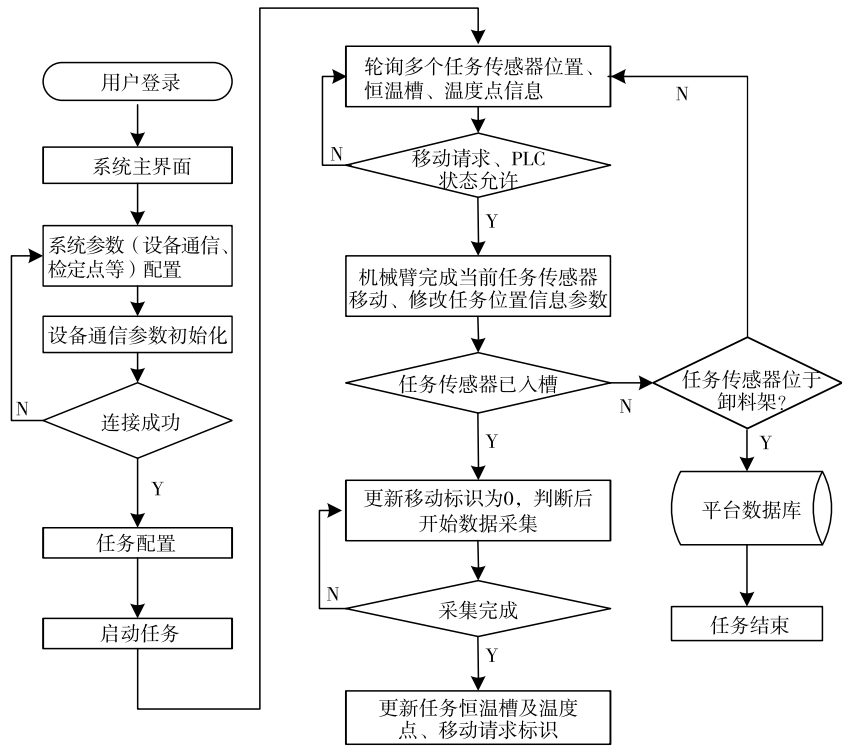 用户登录
系统主界面
系统参数（设备通信、
检定点等）配置
设备通信参数初始化
连接成功
N
Y
任务配置
启动任务
轮询多个任务传感器位置、
恒温槽、温度点信息
N
移动请求、PLC
状态允许
N
Y
机械臂完成当前任务传感器
移动、修改任务位置信息参数
任务传感器已入槽
N
Y
任务传感器位于
卸料架?
Y
更新移动标识为0，判断后
开始数据采集
平台数据库
N
采集完成
Y
任务结束
更新任务恒温槽及温度
点、移动请求标识